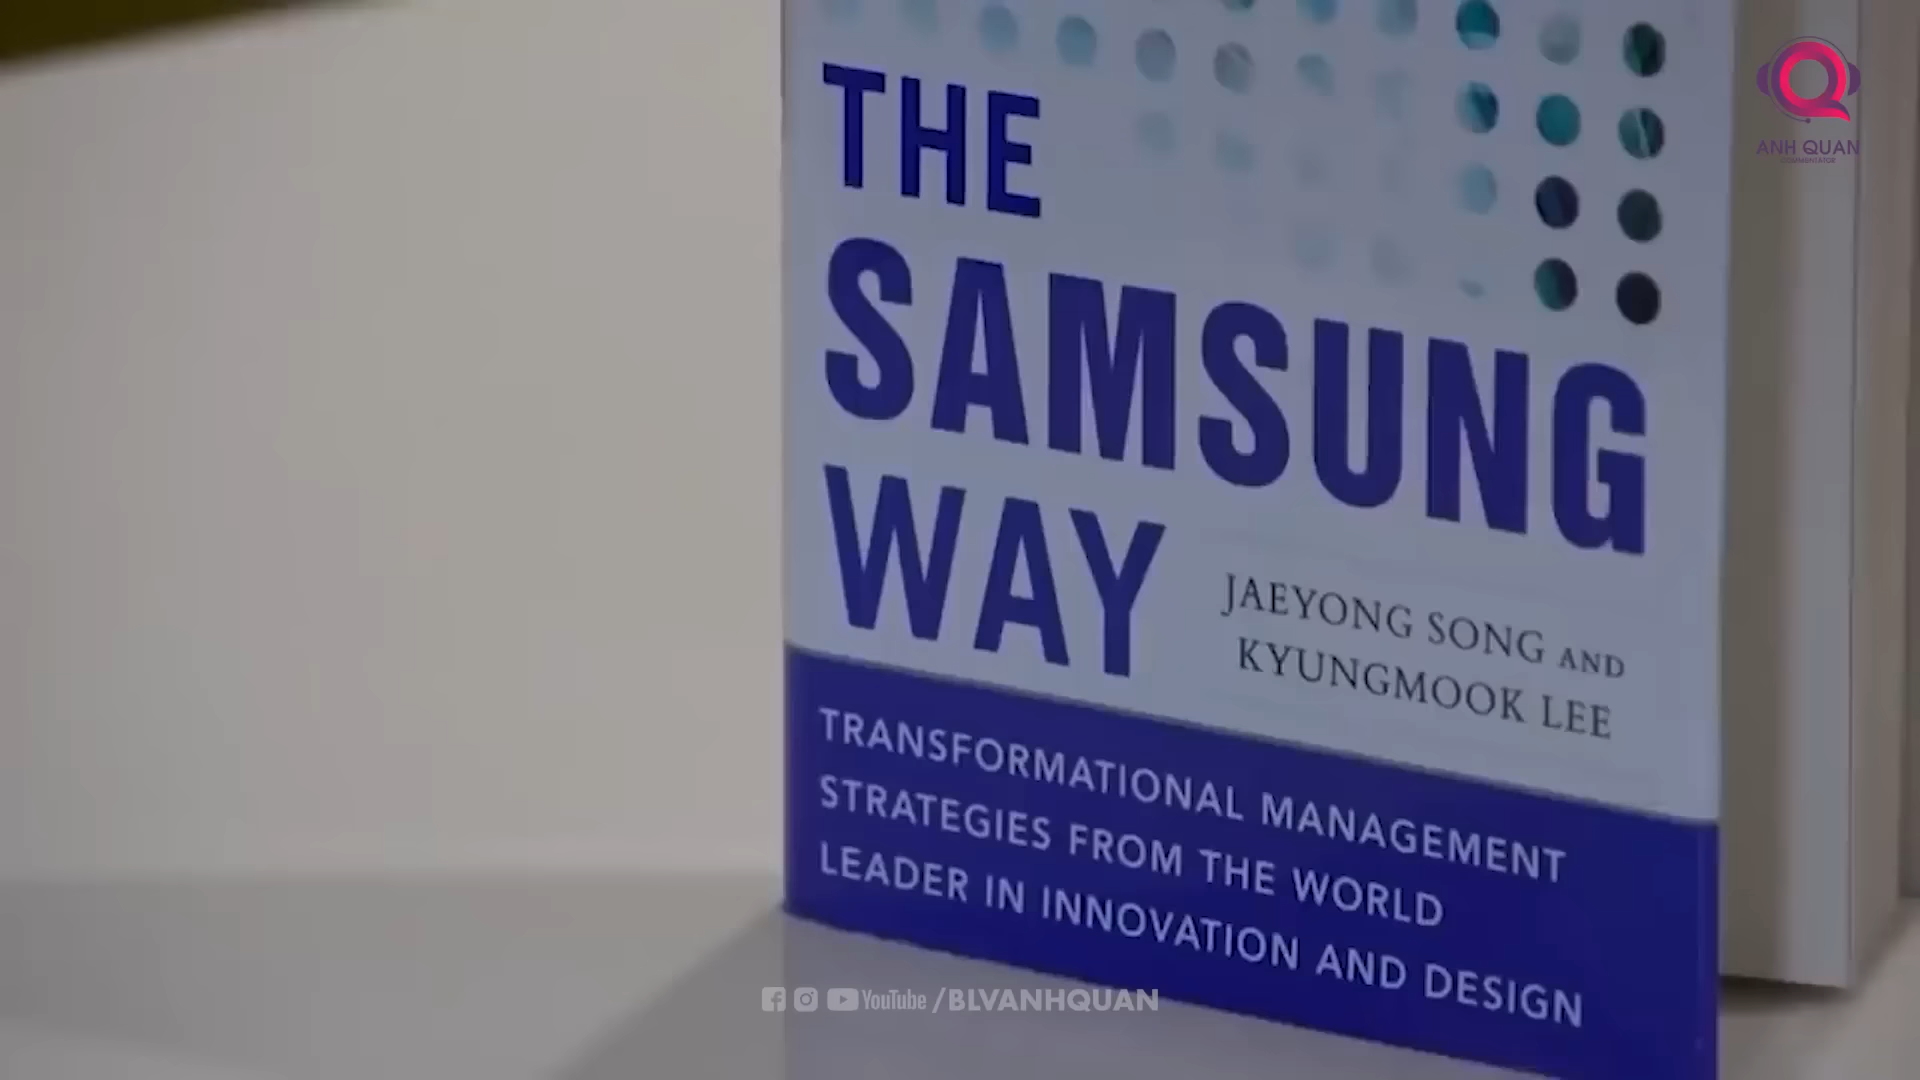 THE
SAMSUNG
WAY
JAEYONG SONG AND
KYUNGMOOK LEE
TRANSFORMATIONAL MANAGEMENT
STRATEGIES FROM THE WORLD
LEADER IN INNOVATION AND DESIGN
ANH QUAN
COMMENTATOR
YouTube /BLVANHQUAN